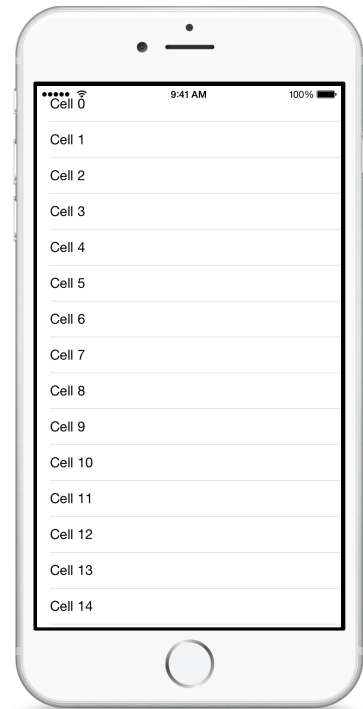 9:41 AM 100%
Cell 0
Cell 1
Cell 2
Cell 3
Cell 4
Cell 5
Cell 6
Cell 7
Cell 8
Cell 9
Cell 10
Cell 11
Cell 12
Cell 13
Cell 14